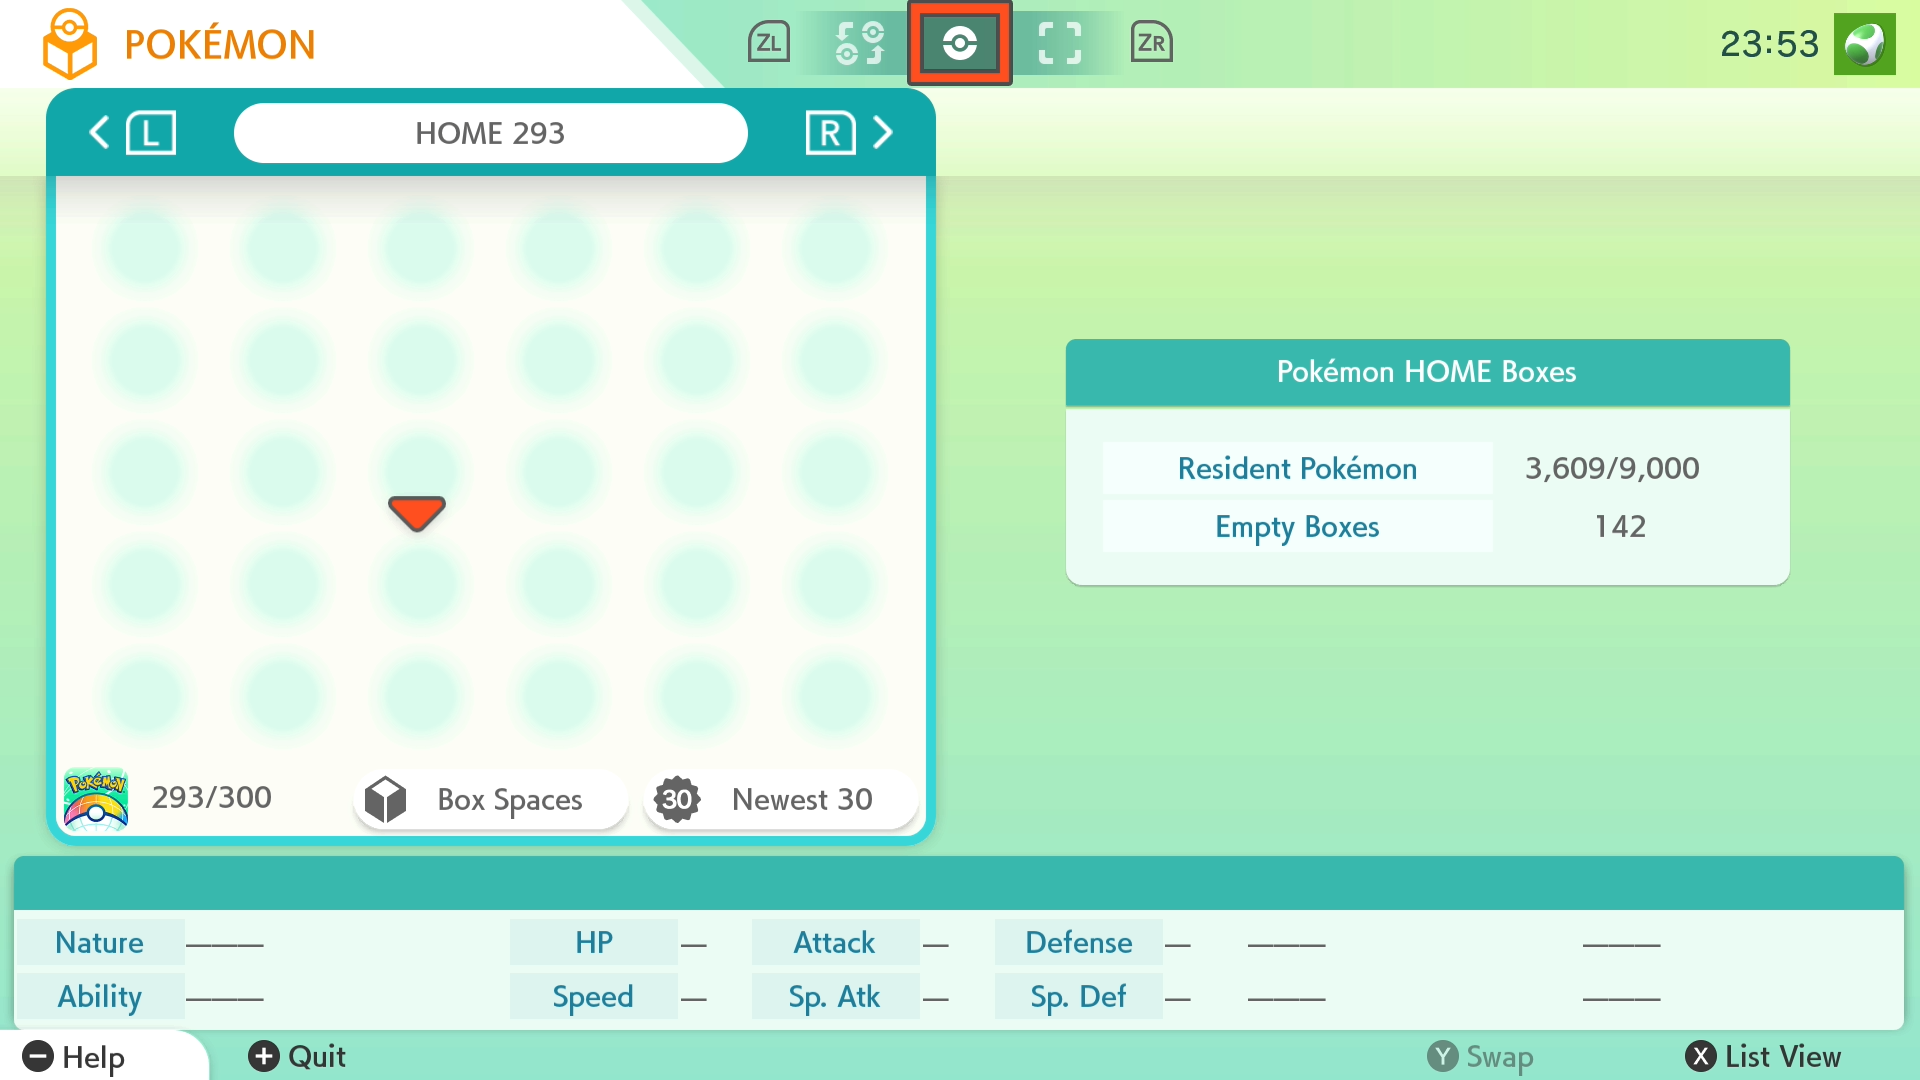 POKÉMON
ZL
ZR
23:53
L
HOME 293
R
Pokémon HOME Boxes
Resident Pokémon 3,609/9,000
Empty Boxes 142
POKéMON
293/300
Box Spaces
30 Newest 30
Nature ———
HP —
Attack —
Defense —
———
———
Ability ———
Speed —
Sp. Atk —
Sp. Def —
———
———
Help
Quit
Y Swap
X List View